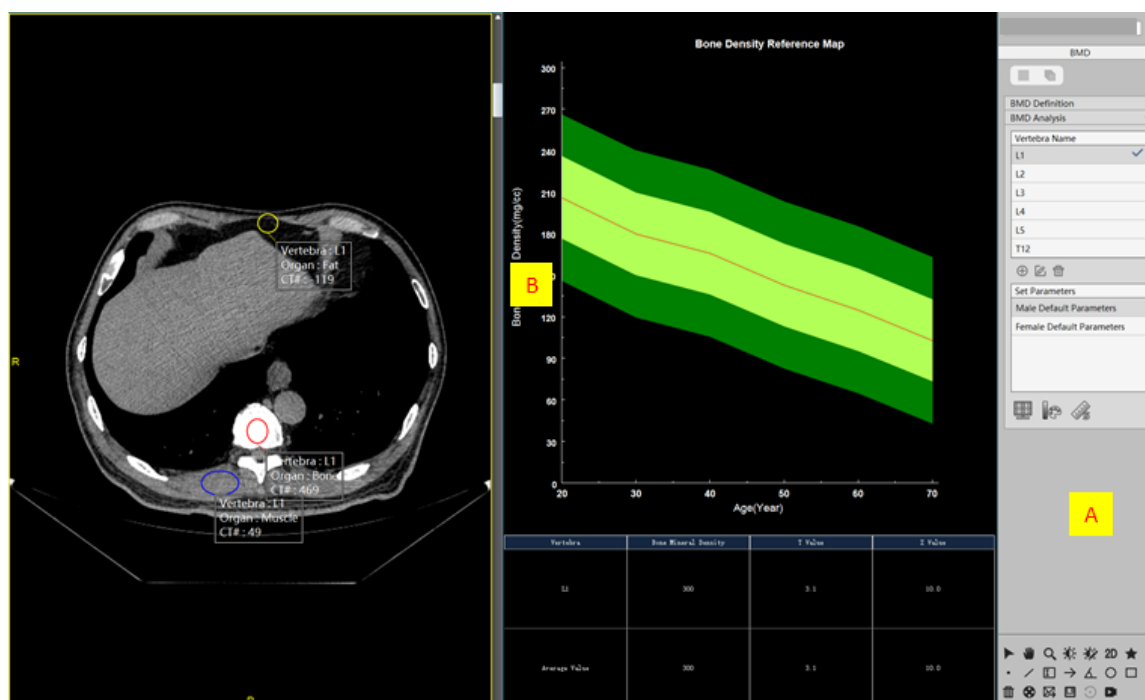 R
Vertebra : L1
Organ : Fat
CT# : -119
Vertebra : L1
Organ : Bone
CT# : 469
Vertebra : L1
Organ : Muscle
CT# : 49
Bone Density Reference Map
300
270
240
210
180
120
90
60
30
0
20
30
40
50
60
70
Age(Year)
Density(mg/cc)
B
Vertebra
Bone Mineral Density
T Value
Z Value
L1
300
3.1
10.0
Average Value
300
3.1
10.0
BMD
BMD Definition
BMD Analysis
Vertebra Name
L1
L2
L3
L4
L5
T12
Set Parameters
Male Default Parameters
Female Default Parameters
A
2D